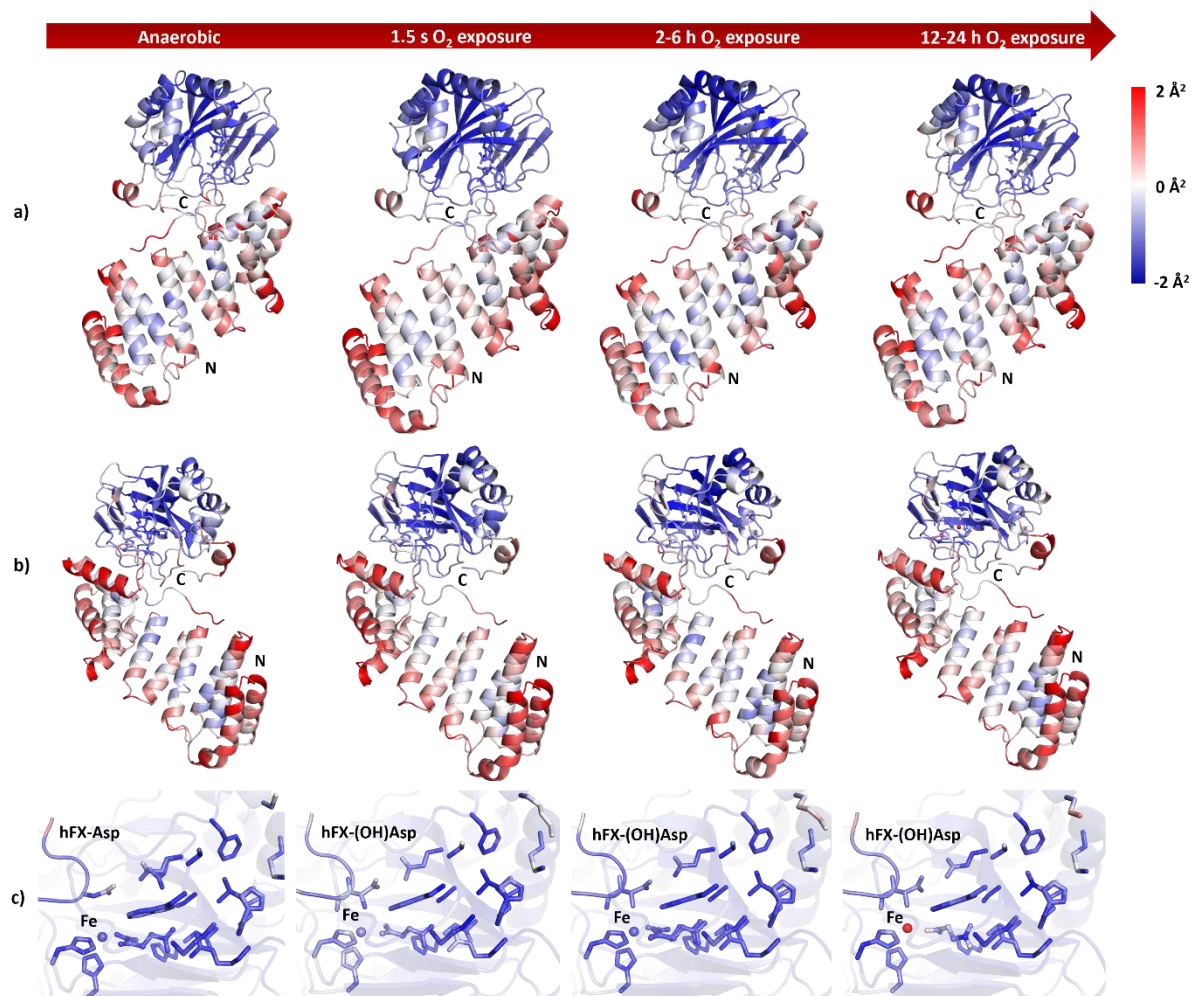 Anaerobic
1.5 s O₂ exposure
2-6 h O₂ exposure
12-24 h O₂ exposure
2 Å²
0 Å²
-2 Å²
a)
C
C
C
C
N
N
N
N
b)
C
C
C
C
N
N
N
N
c)
hFX-Asp
hFX-(OH)Asp
hFX-(OH)Asp
hFX-(OH)Asp
Fe
Fe
Fe
Fe